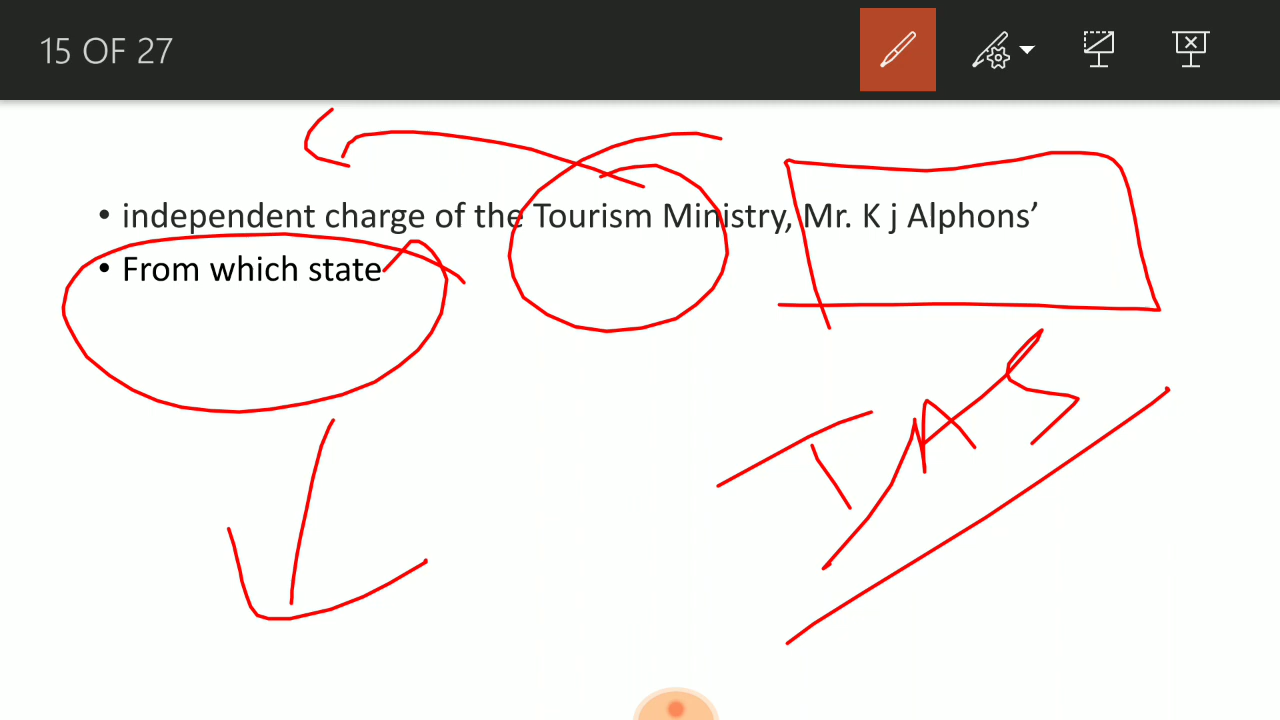 15 OF 27
• independent charge of the Tourism Ministry, Mr. K j Alphons’
• From which state
IAS